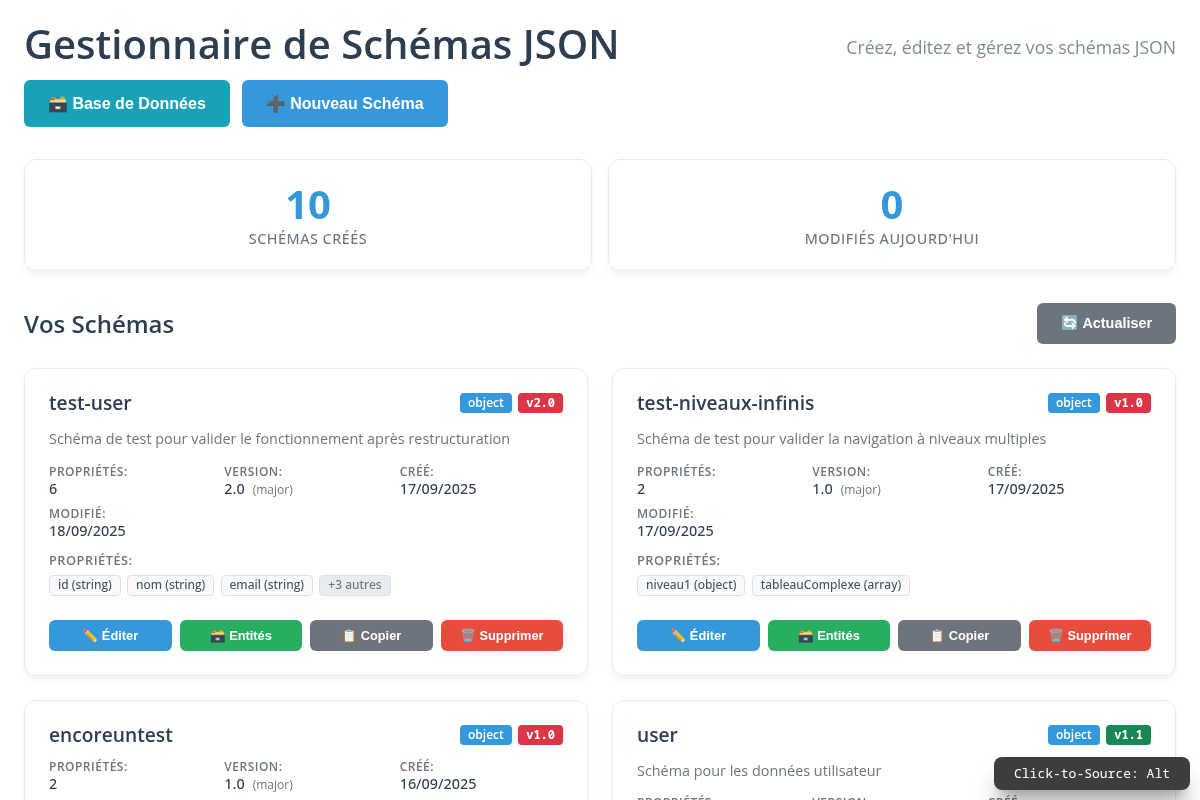 Gestionnaire de Schémas JSON
Créez, éditez et gérez vos schémas JSON
🗃️ Base de Données
➕ Nouveau Schéma
10
SCHÉMAS CRÉÉS
0
MODIFIÉS AUJOURD'HUI
Vos Schémas
🔄 Actualiser
test-user
object v2.0
Schéma de test pour valider le fonctionnement après restructuration
PROPRIÉTÉS: VERSION: CRÉÉ:
6 2.0 (major) 17/09/2025
MODIFIÉ:
18/09/2025
PROPRIÉTÉS:
id (string) nom (string) email (string) +3 autres
✏️ Éditer 🗃️ Entités 📋 Copier 🗑️ Supprimer
test-niveaux-infinis
object v1.0
Schéma de test pour valider la navigation à niveaux multiples
PROPRIÉTÉS: VERSION: CRÉÉ:
2 1.0 (major) 17/09/2025
MODIFIÉ:
17/09/2025
PROPRIÉTÉS:
niveau1 (object) tableauComplexe (array)
✏️ Éditer 🗃️ Entités 📋 Copier 🗑️ Supprimer
encoreuntest
object v1.0
PROPRIÉTÉS: VERSION: CRÉÉ:
2 1.0 (major) 16/09/2025
user
object v1.1
Schéma pour les données utilisateur
Click-to-Source: Alt